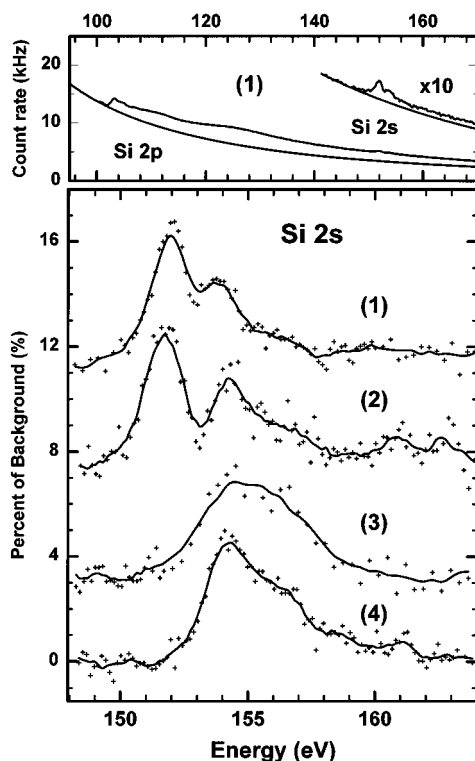 100 120 140 160
Count rate (kHz)
20
10
0
(1)
x10
Si 2p
Si 2s
Percent of Background (%)
16
12
8
4
0
Si 2s
(1)
(2)
(3)
(4)
150 155 160
Energy (eV)